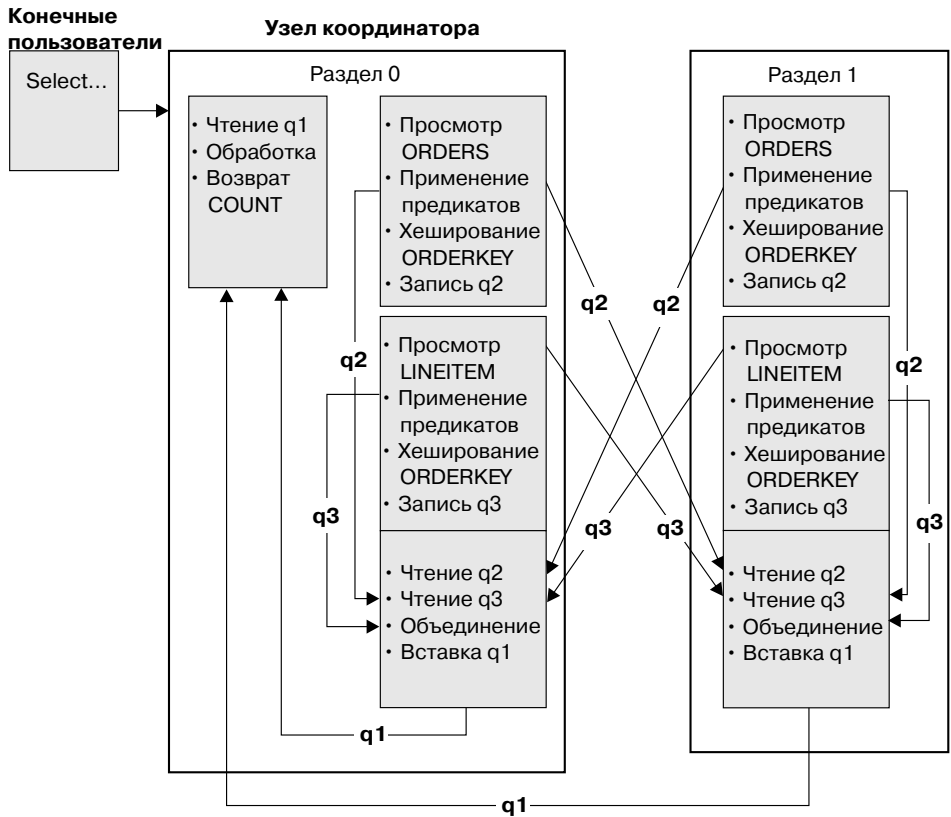 Конечные
пользователи
Select...
Узел координатора
Раздел 0
• Чтение q1
• Обработка
• Возврат
COUNT
• Просмотр
ORDERS
• Применение
предикатов
• Хеширование
ORDERKEY
• Запись q2
• Просмотр
LINEITEM
• Применение
предикатов
• Хеширование
ORDERKEY
• Запись q3
• Чтение q2
• Чтение q3
• Объединение
• Вставка q1
q2
q3
q1
q2
q2
q3
q3
Раздел 1
• Просмотр
ORDERS
• Применение
предикатов
• Хеширование
ORDERKEY
• Запись q2
• Просмотр
LINEITEM
• Применение
предикатов
• Хеширование
ORDERKEY
• Запись q3
• Чтение q2
• Чтение q3
• Объединение
• Вставка q1
q2
q3
q1